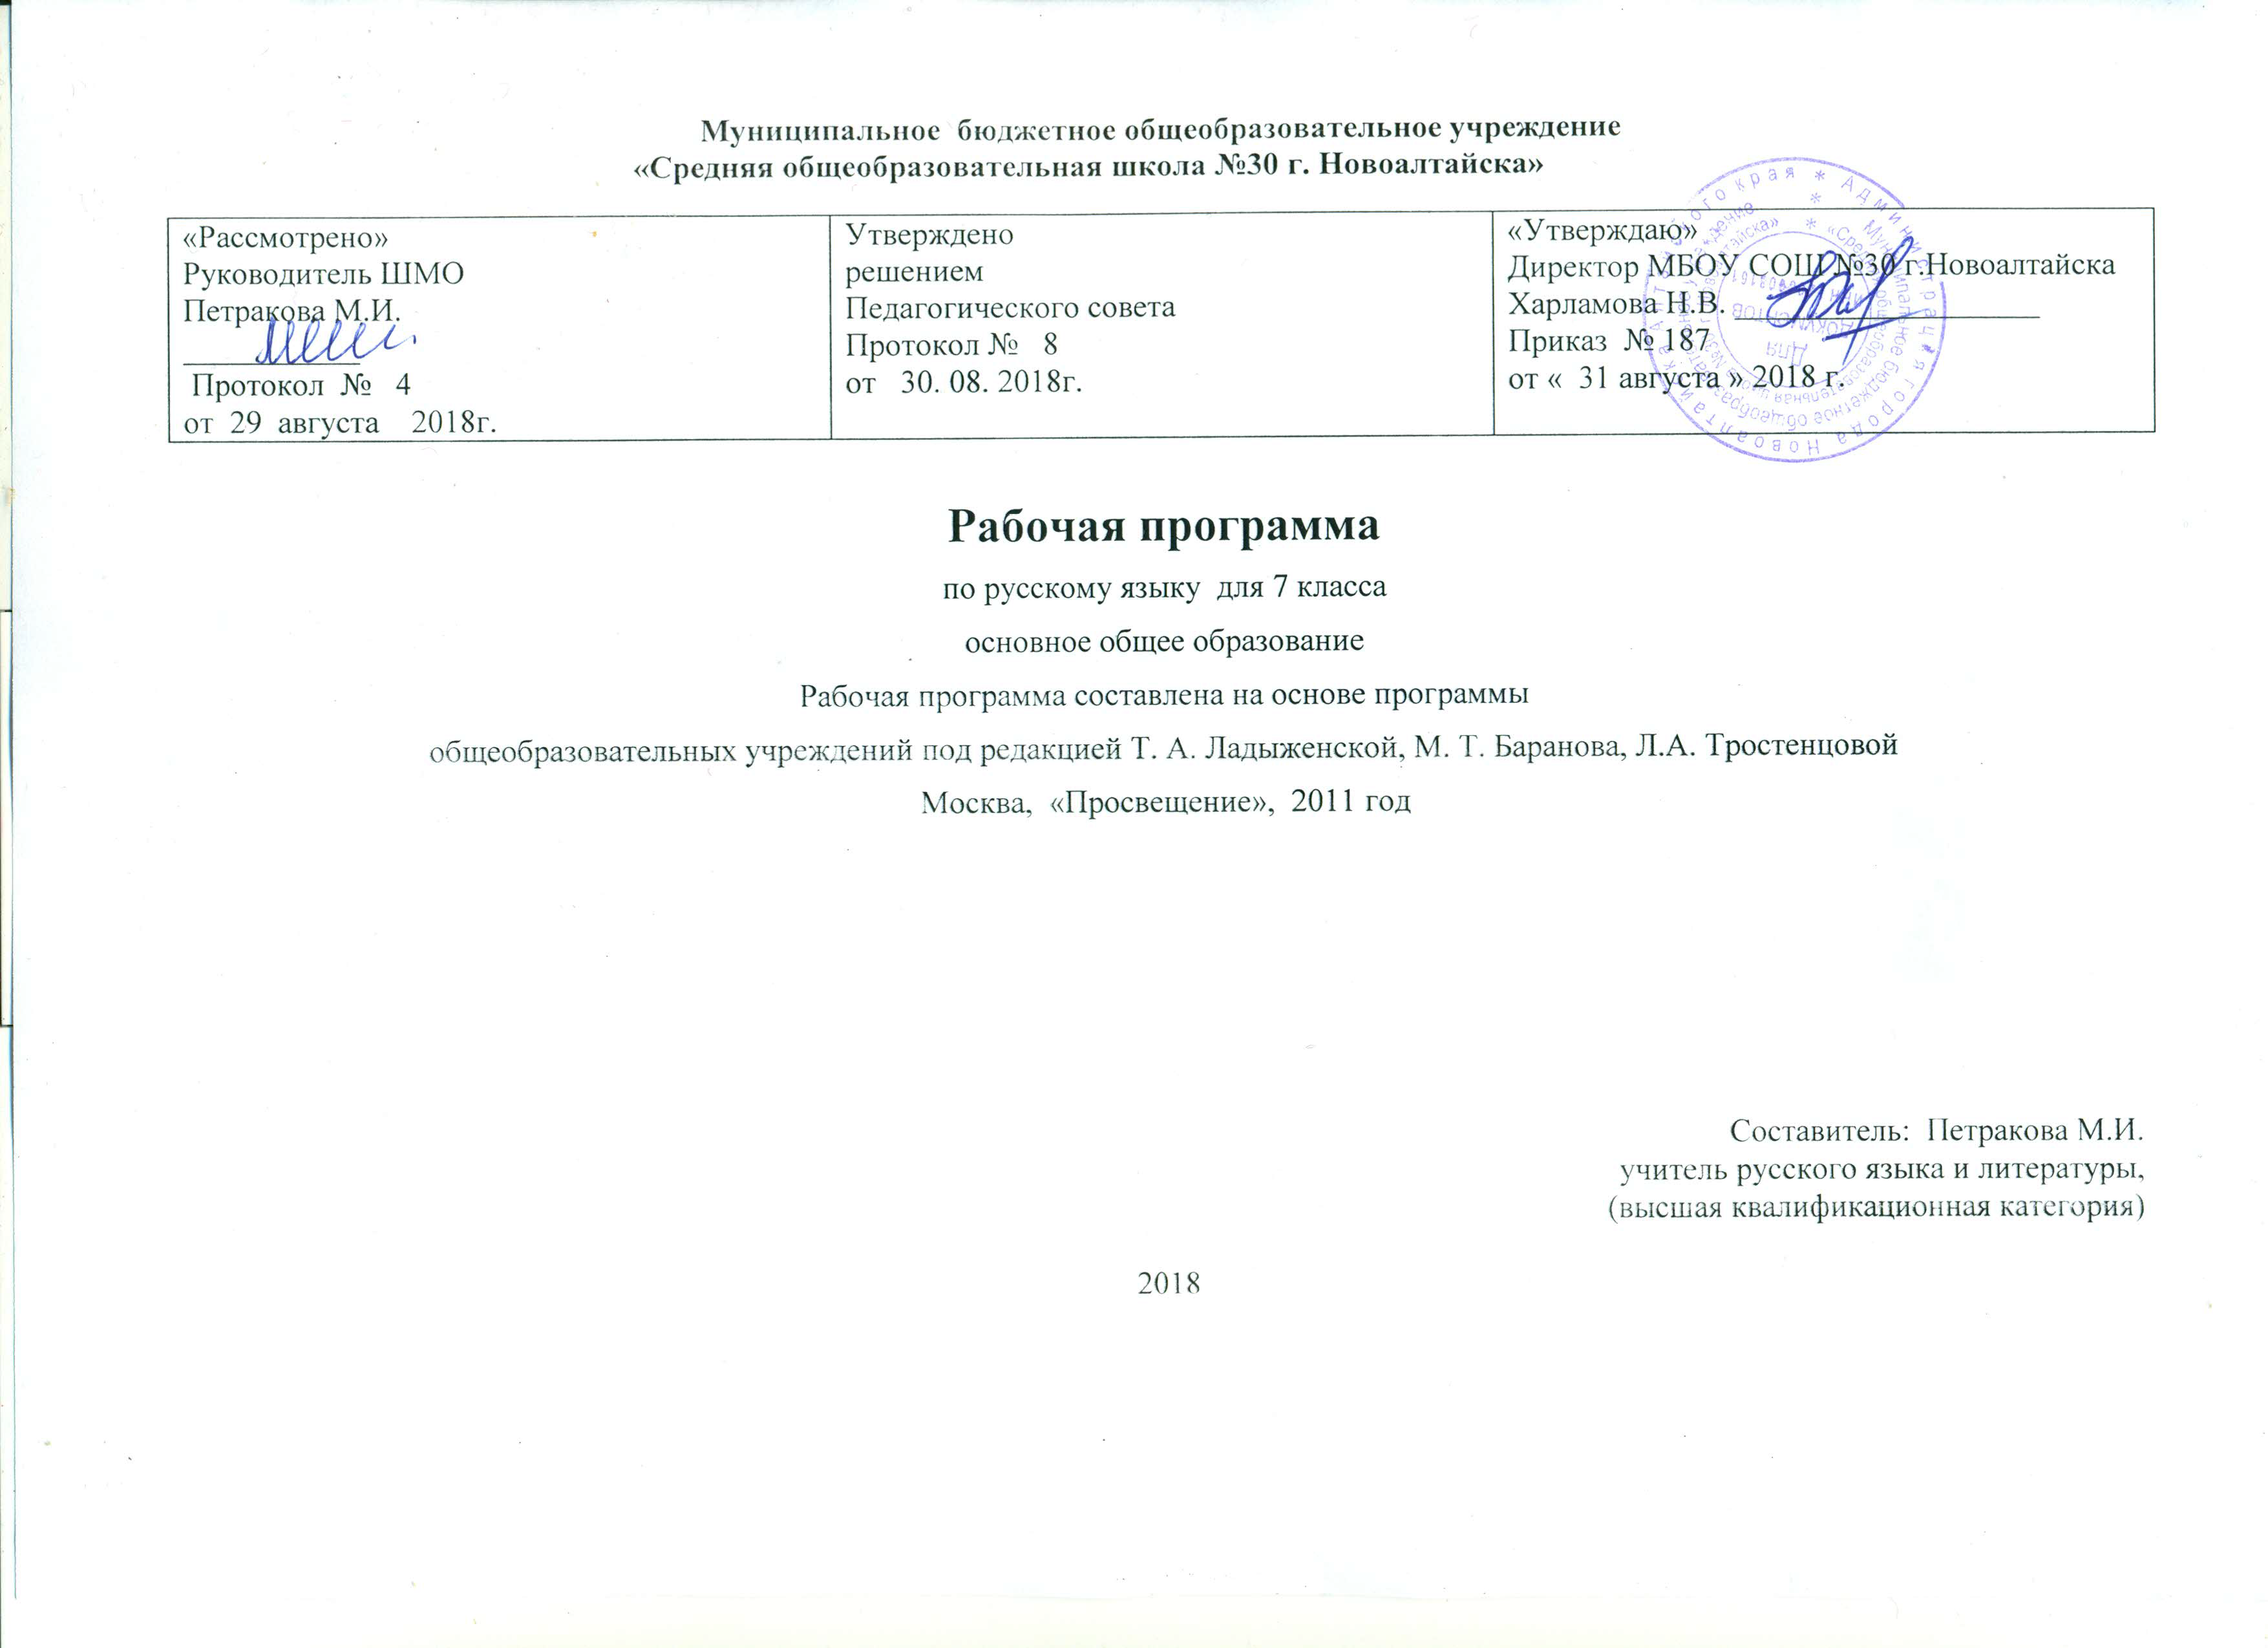 Муниципальное бюджетное общеобразовательное учреждение
«Средняя общеобразовательная школа №30 г. Новоалтайска»
«Рассмотрено»
Руководитель ШМО
Петракова М.И.
Протокол № 4
от 29 августа 2018г.
Утверждено
решением
Педагогического совета
Протокол № 8
от 30. 08. 2018г.
«Утверждаю»
Директор МБОУ СОШ №30 г.Новоалтайска
Харламова Н.В. ____________________
Приказ № 187
от « 31 августа » 2018 г.
Для
документов
Рабочая программа
по русскому языку для 7 класса
основное общее образование
Рабочая программа составлена на основе программы
общеобразовательных учреждений под редакцией Т. А. Ладыженской, М. Т. Баранова, Л.А. Тростенцовой
Москва, «Просвещение», 2011 год
Составитель: Петракова М.И.
учитель русского языка и литературы,
(высшая квалификационная категория)
2018